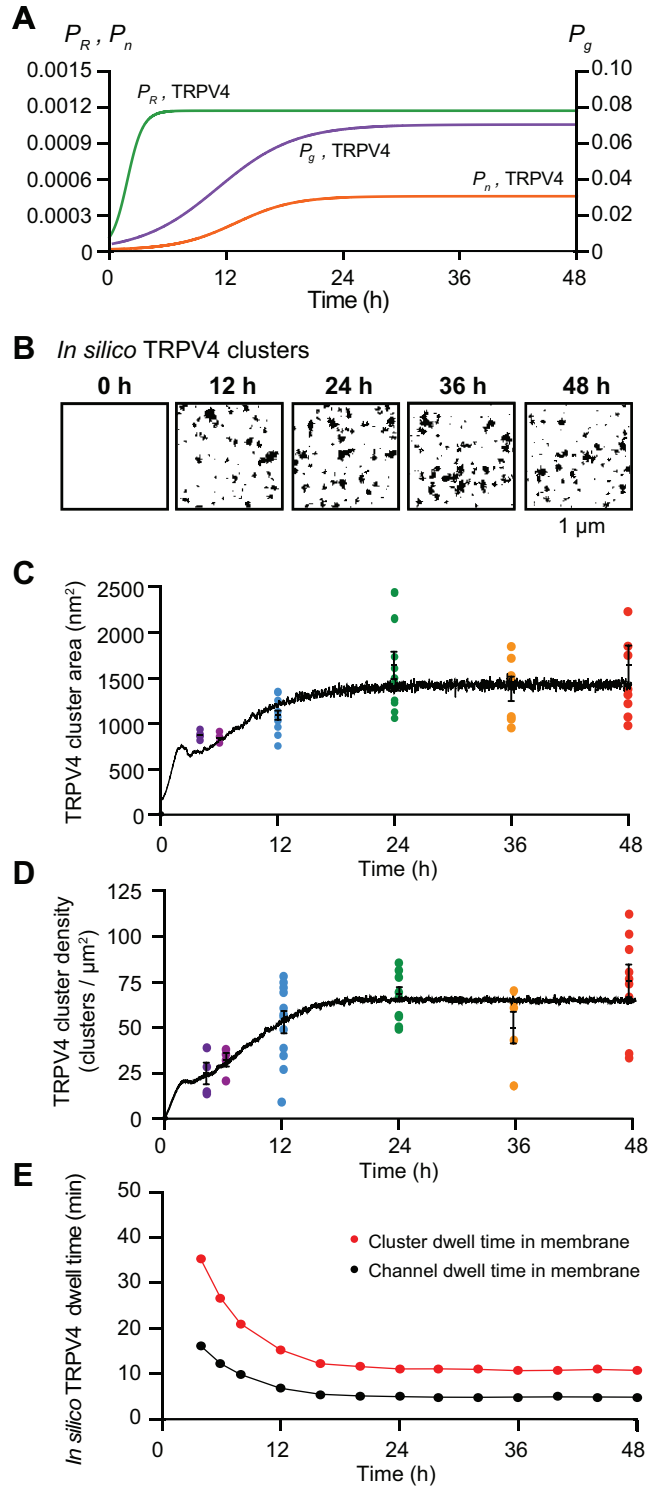 A
P_R , P_n
P_g
0.0015
0.0012
0.0009
0.0006
0.0003
0
0.10
0.08
0.06
0.04
0.02
0
P_R , TRPV4
P_g , TRPV4
P_n , TRPV4
0 12 24 36 48
Time (h)
B
In silico TRPV4 clusters
0 h 12 h 24 h 36 h 48 h
1 µm
C
TRPV4 cluster area (nm²)
2500
2000
1500
1000
500
0
0 12 24 36 48
Time (h)
D
TRPV4 cluster density
(clusters / µm²)
125
100
75
50
25
0
0 12 24 36 48
Time (h)
E
In silico TRPV4 dwell time (min)
50
40
30
20
10
0
Cluster dwell time in membrane
Channel dwell time in membrane
0 12 24 36 48
Time (h)